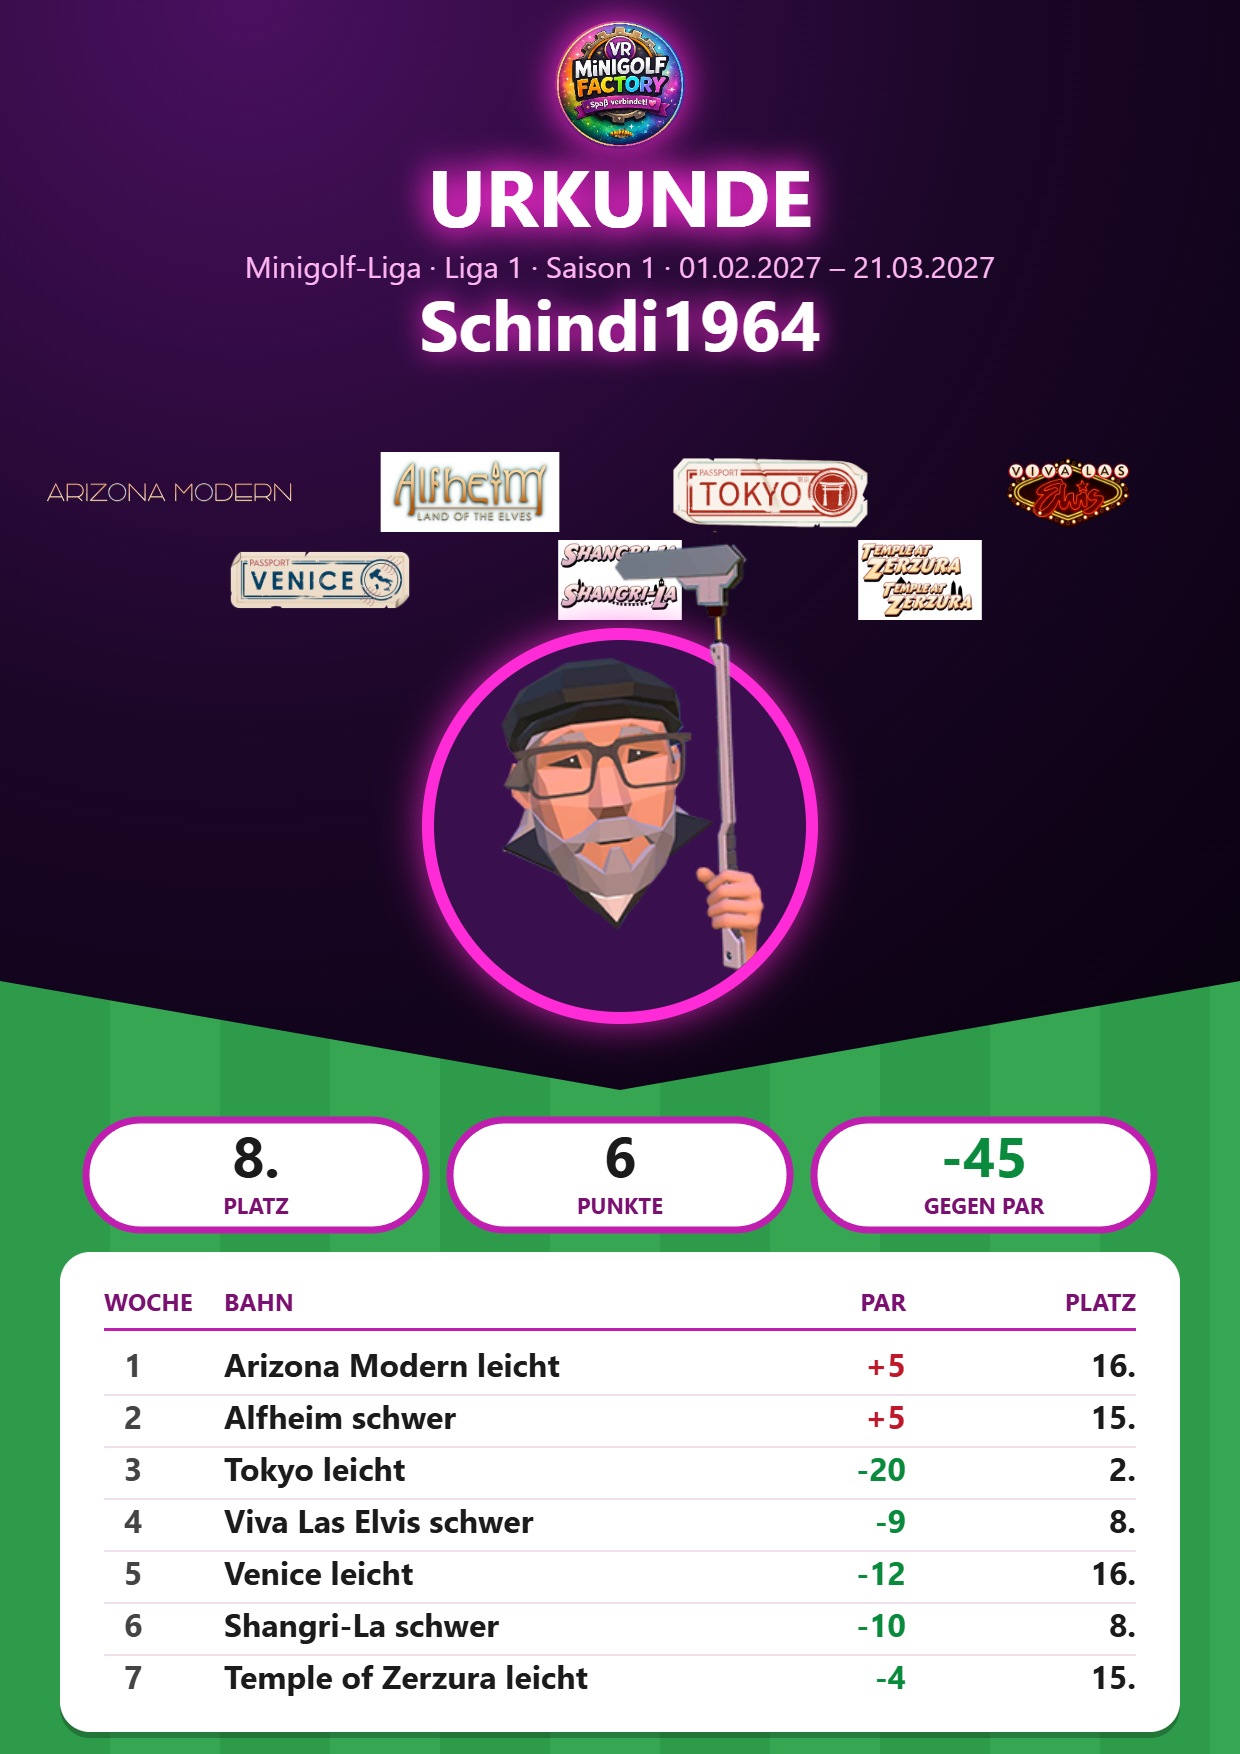 VR
MINIGOLF
FACTORY
Spaß verbindet!
URKUNDE
Minigolf-Liga · Liga 1 · Saison 1 · 01.02.2027 – 21.03.2027
Schindi1964
ARIZONA MODERN
Alfheim
LAND OF THE ELVES
PASSPORT
TOKYO
VIVA LAS
Elvis
PASSPORT
VENICE
SHANGRI-LA
SHANGRI-LA
TEMPLE AT
ZERZURA
TEMPLE AT
ZERZURA
8.
PLATZ
6
PUNKTE
-45
GEGEN PAR
WOCHE BAHN PAR PLATZ
1 Arizona Modern leicht +5 16.
2 Alfheim schwer +5 15.
3 Tokyo leicht -20 2.
4 Viva Las Elvis schwer -9 8.
5 Venice leicht -12 16.
6 Shangri-La schwer -10 8.
7 Temple of Zerzura leicht -4 15.